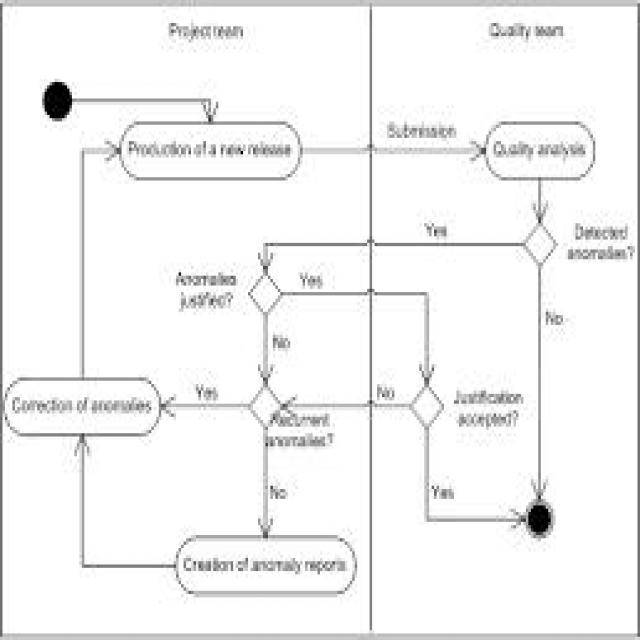 Project team
Quality team
Submission
Production of a new release
Quality analysis
Yes
Detected
anomalies?
Anomalies
justified?
Yes
No
No
Yes
No
Justification
accepted?
Correction of anomalies
Recurrent
anomalies?
No
Yes
Creation of anomaly reports